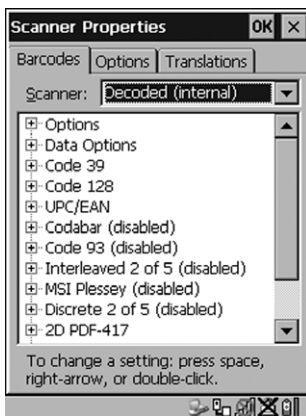 Scanner Properties OK ×
Barcodes Options Translations
Scanner: Decoded (internal)
Options
Data Options
Code 39
Code 128
UPC/EAN
Codabar (disabled)
Code 93 (disabled)
Interleaved 2 of 5 (disabled)
MSI Plessey (disabled)
Discrete 2 of 5 (disabled)
2D PDF-417
To change a setting: press space,
right-arrow, or double-click.